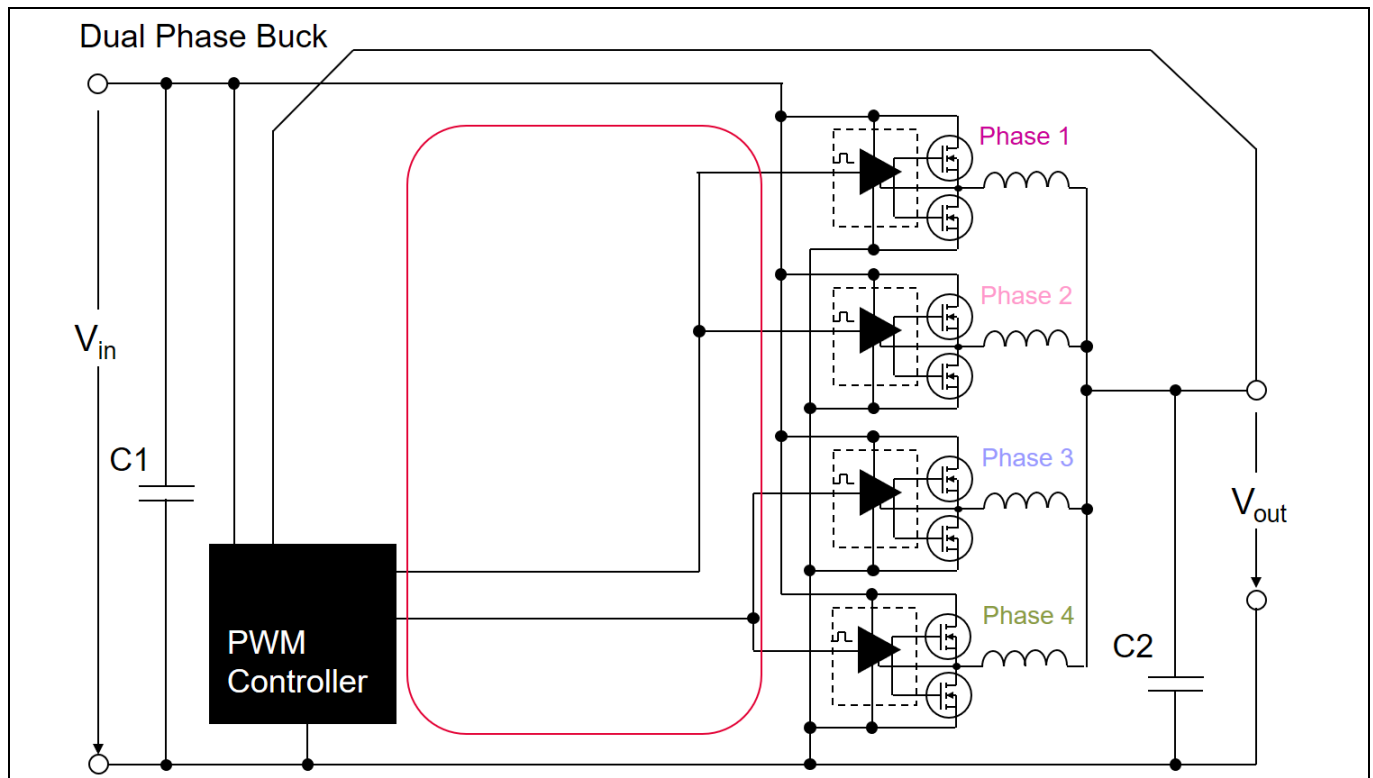 Dual Phase Buck
Phase 1
Phase 2
Vin
Phase 3
C1
Vout
Phase 4
PWM
Controller
C2